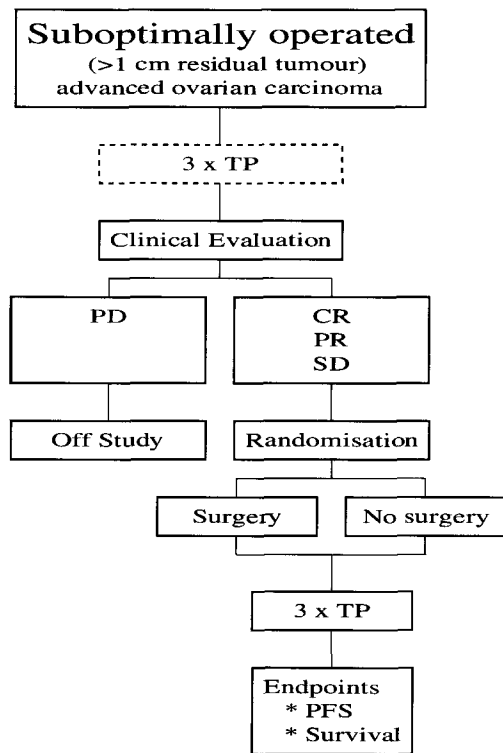 Suboptimally operated
(>1 cm residual tumour)
advanced ovarian carcinoma
3 x TP
Clinical Evaluation
PD
CR
PR
SD
Off Study
Randomisation
Surgery
No surgery
3 x TP
Endpoints
* PFS
* Survival